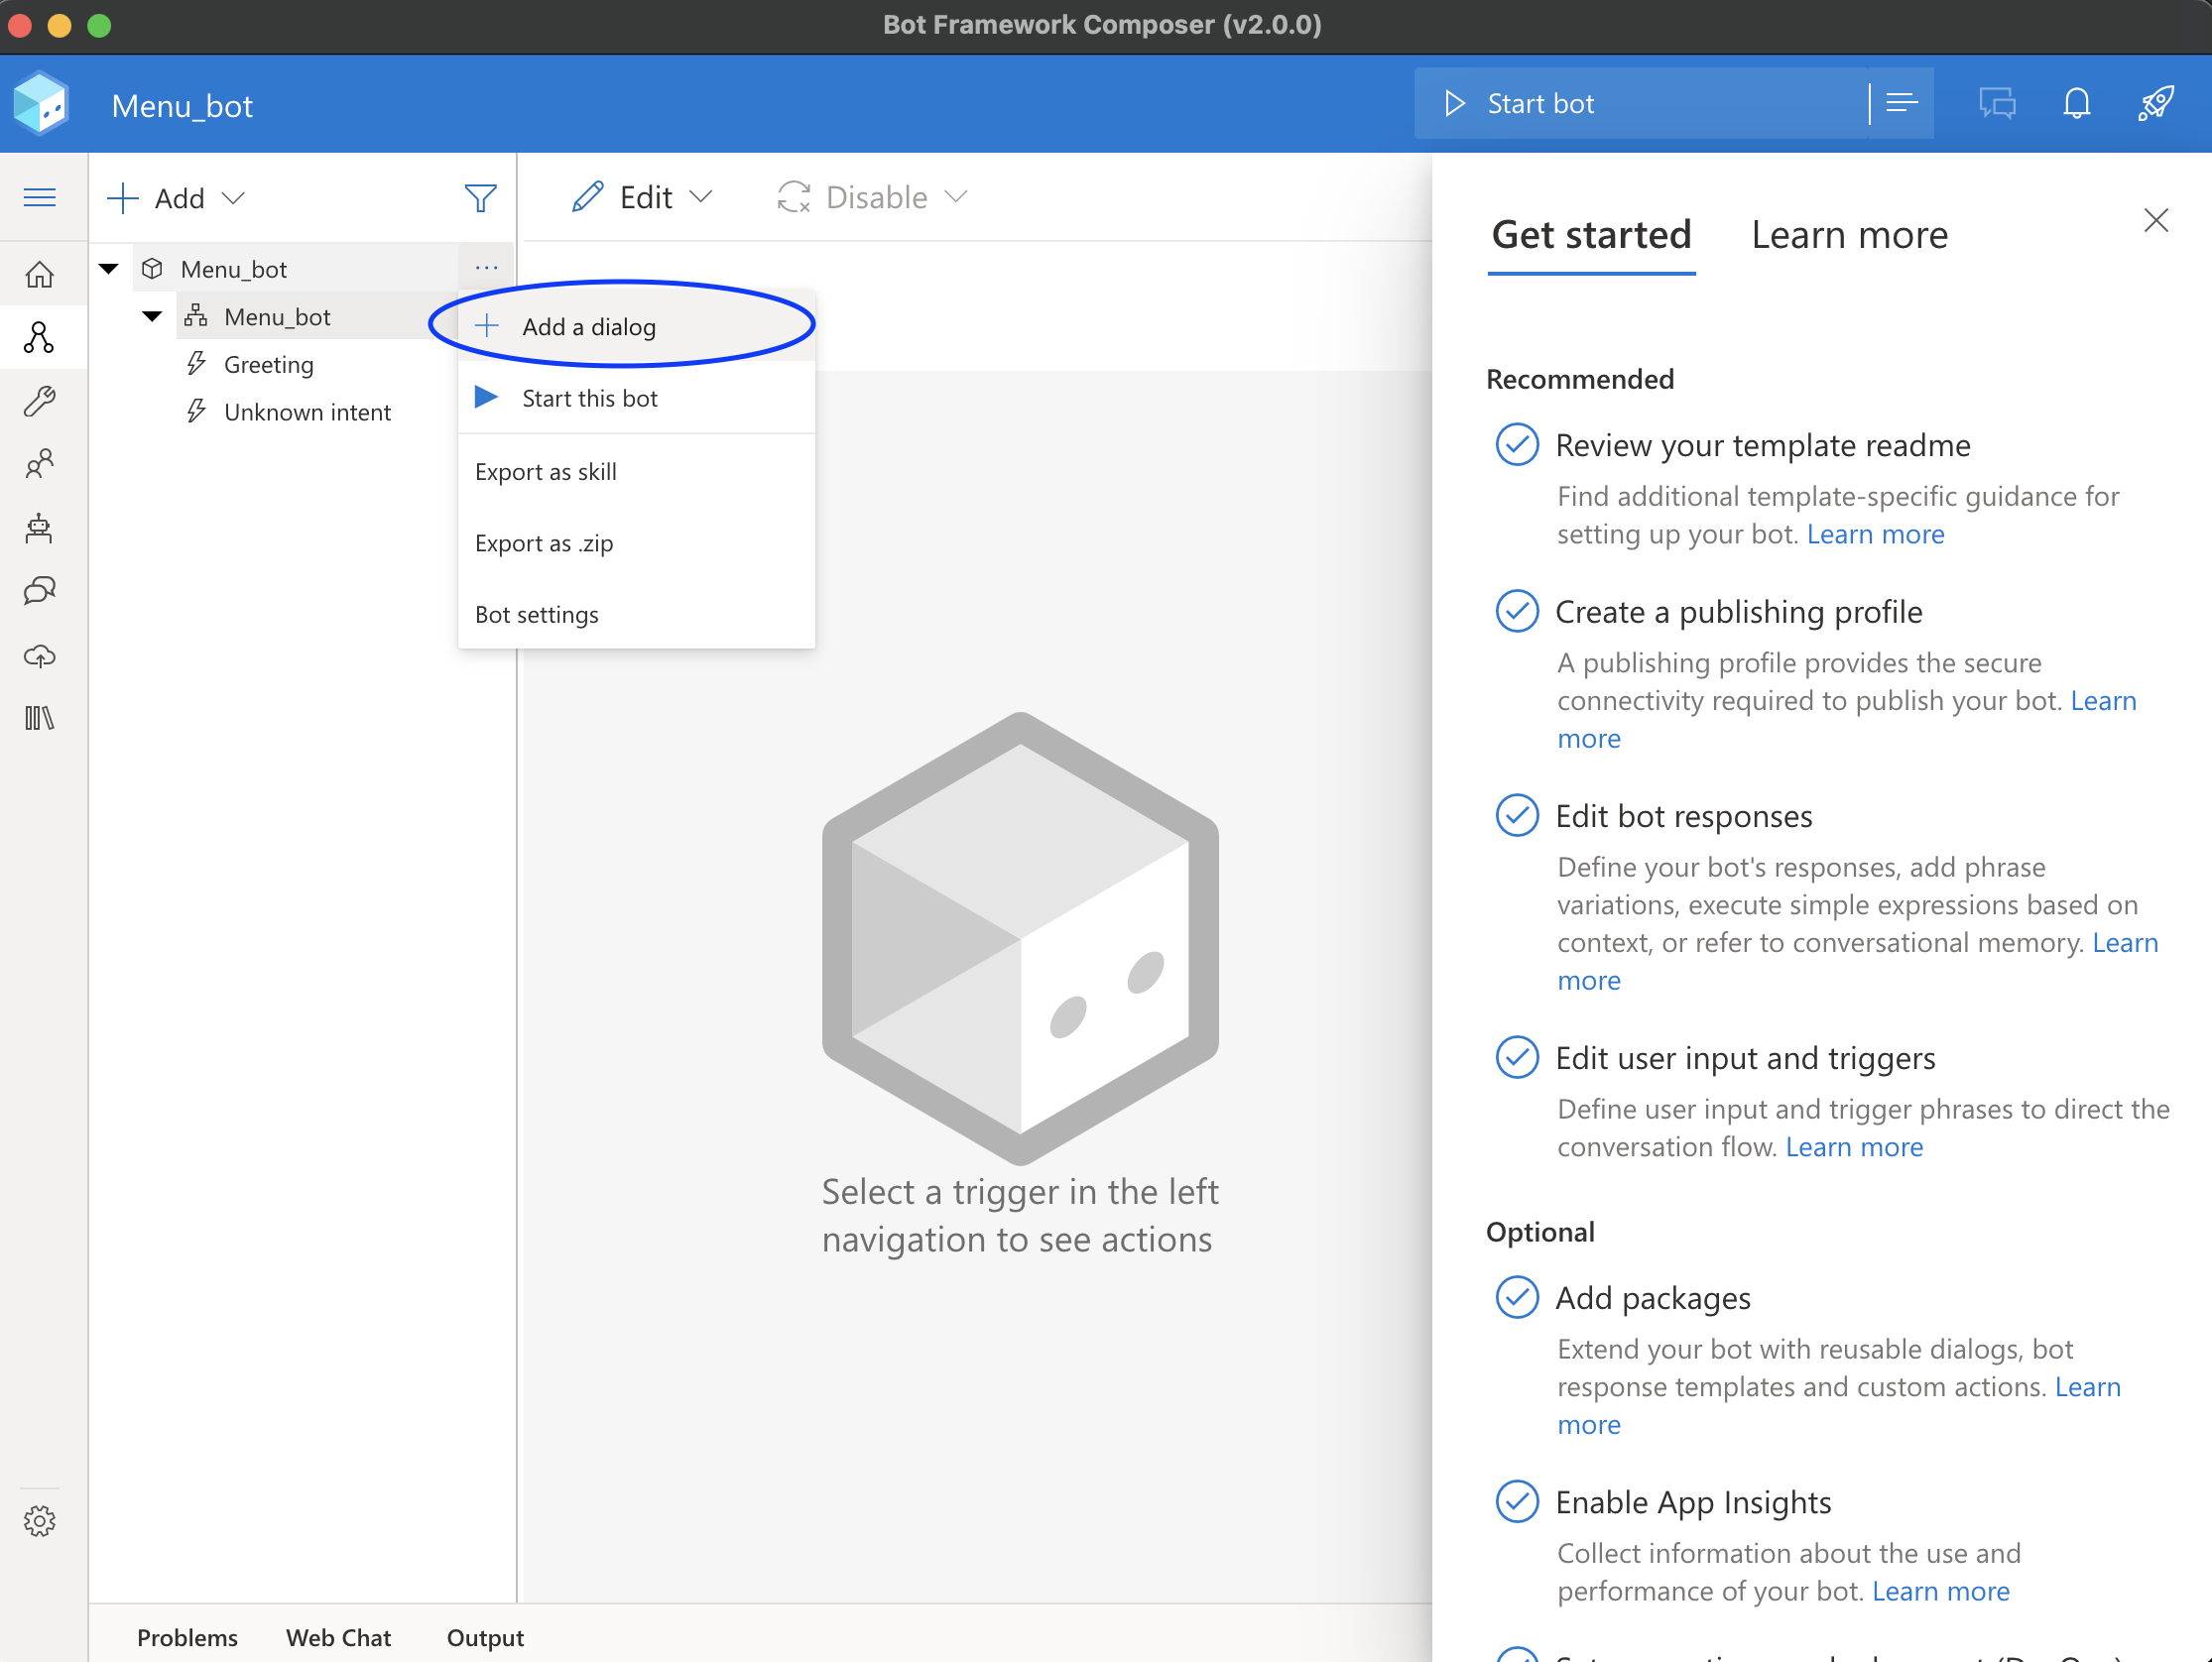 Bot Framework Composer (v2.0.0)
Menu_bot
Start bot
Add
Edit
Disable
Menu_bot
Menu_bot
Greeting
Unknown intent
Add a dialog
Start this bot
Export as skill
Export as .zip
Bot settings
Select a trigger in the left
navigation to see actions
Get started
Learn more
Recommended
Review your template readme
Find additional template-specific guidance for
setting up your bot. Learn more
Create a publishing profile
A publishing profile provides the secure
connectivity required to publish your bot. Learn
more
Edit bot responses
Define your bot's responses, add phrase
variations, execute simple expressions based on
context, or refer to conversational memory. Learn
more
Edit user input and triggers
Define user input and trigger phrases to direct the
conversation flow. Learn more
Optional
Add packages
Extend your bot with reusable dialogs, bot
response templates and custom actions. Learn
more
Enable App Insights
Collect information about the use and
performance of your bot. Learn more
Problems
Web Chat
Output